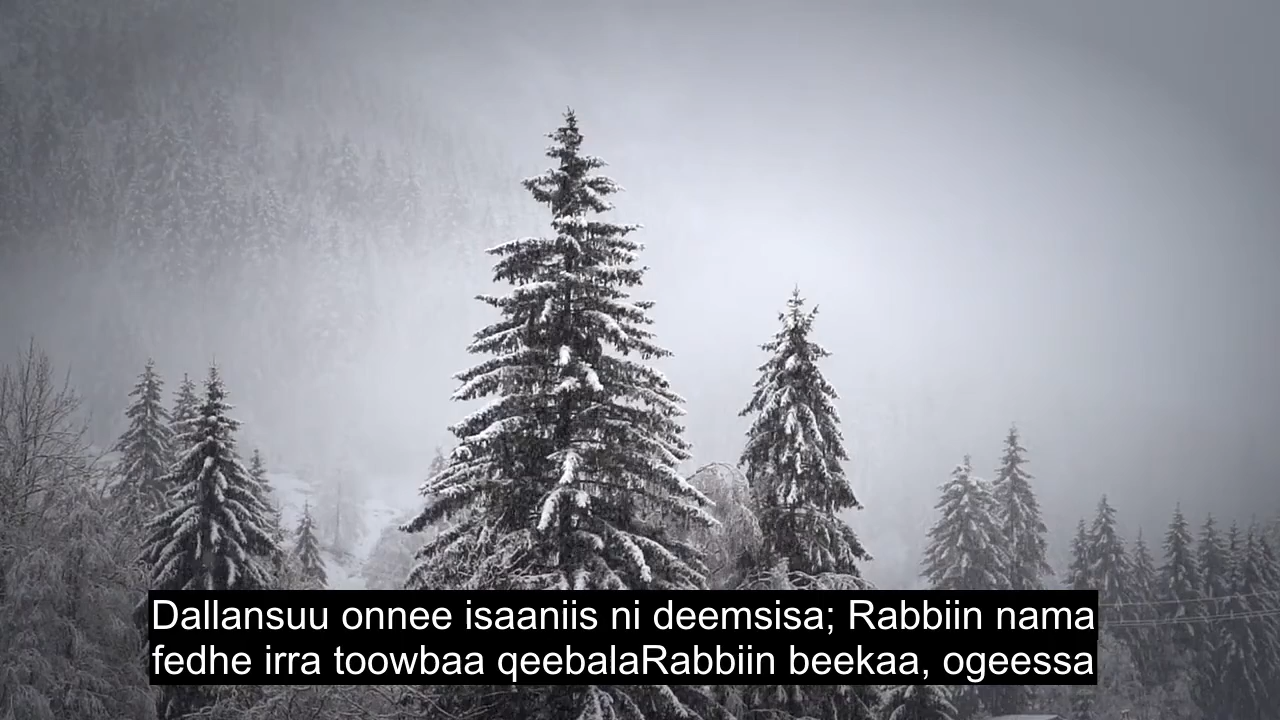 Dallansuu onnee isaaniis ni deemsisa; Rabbiin nama
fedhe irra toowbaa qeebalaRabbiin beekaa, ogeessa